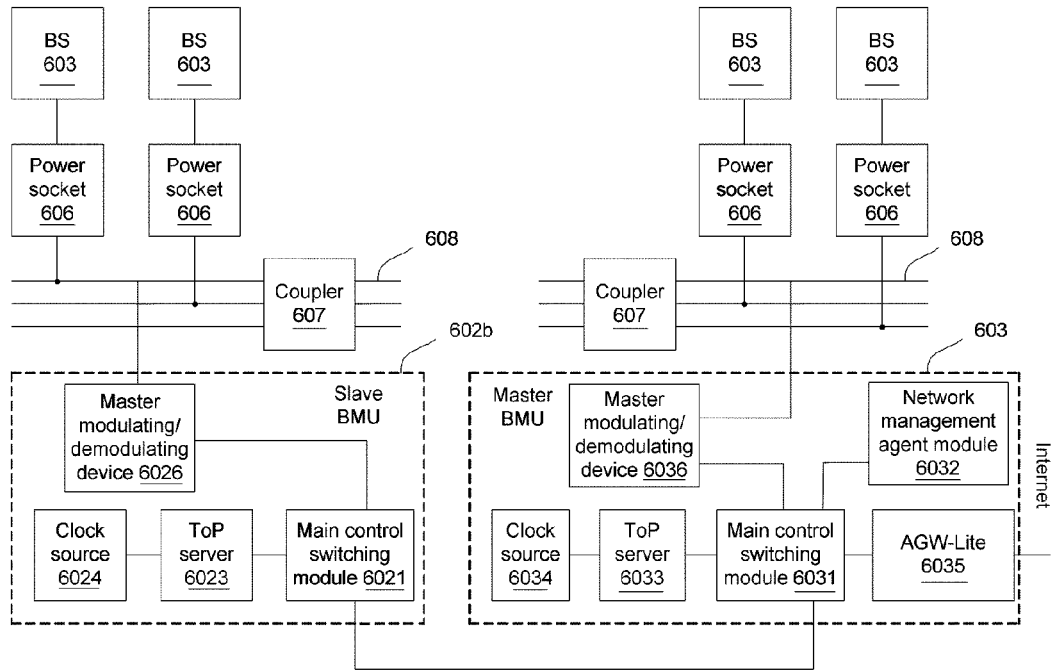 BS
603
BS
603
BS
603
BS
603
Power
socket
606
Power
socket
606
Power
socket
606
Power
socket
606
608
608
Coupler
607
Coupler
607
602b
603
Slave
BMU
Master
modulating/
demodulating
device 6026
Clock
source
6024
ToP
server
6023
Main control
switching
module 6021
Master
BMU
Master
modulating/
demodulating
device 6036
Network
management
agent module
6032
Clock
source
6034
ToP
server
6033
Main control
switching
module 6031
AGW-Lite
6035
Internet